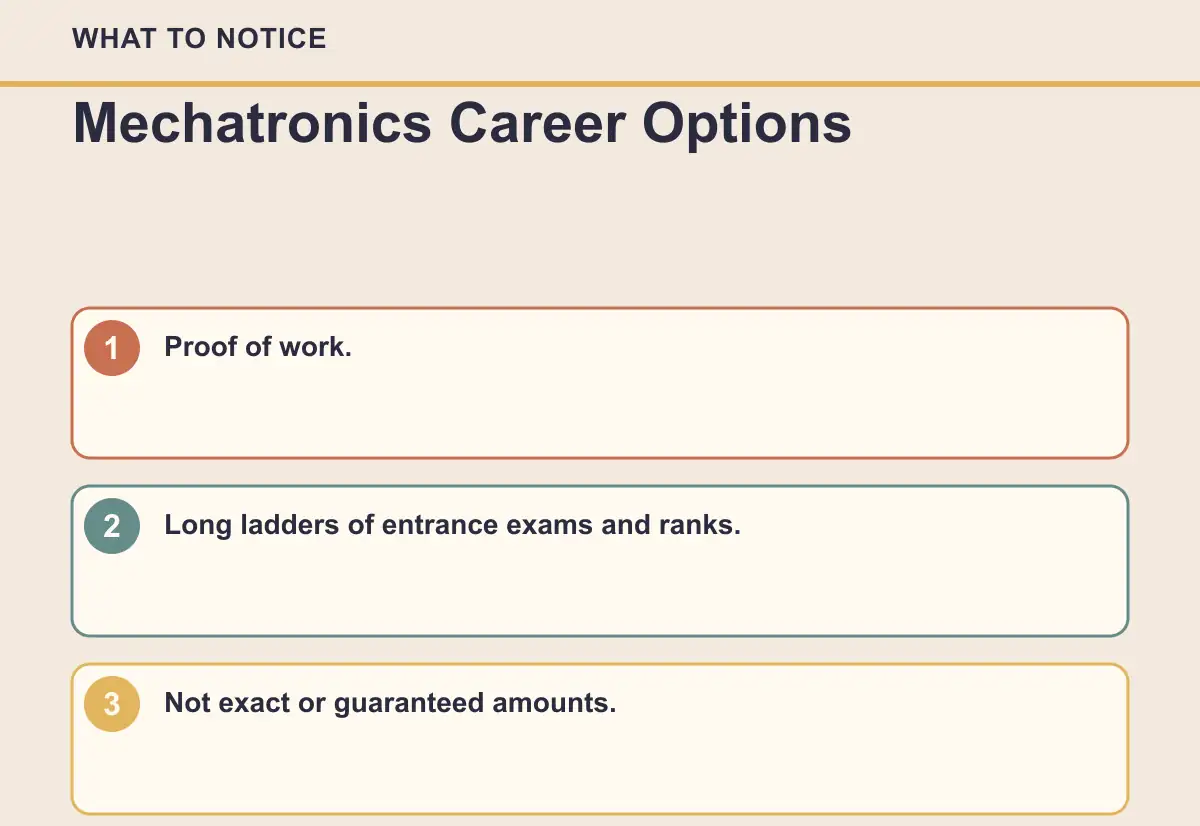 WHAT TO NOTICE
Mechatronics Career Options
1 Proof of work.
2 Long ladders of entrance exams and ranks.
3 Not exact or guaranteed amounts.